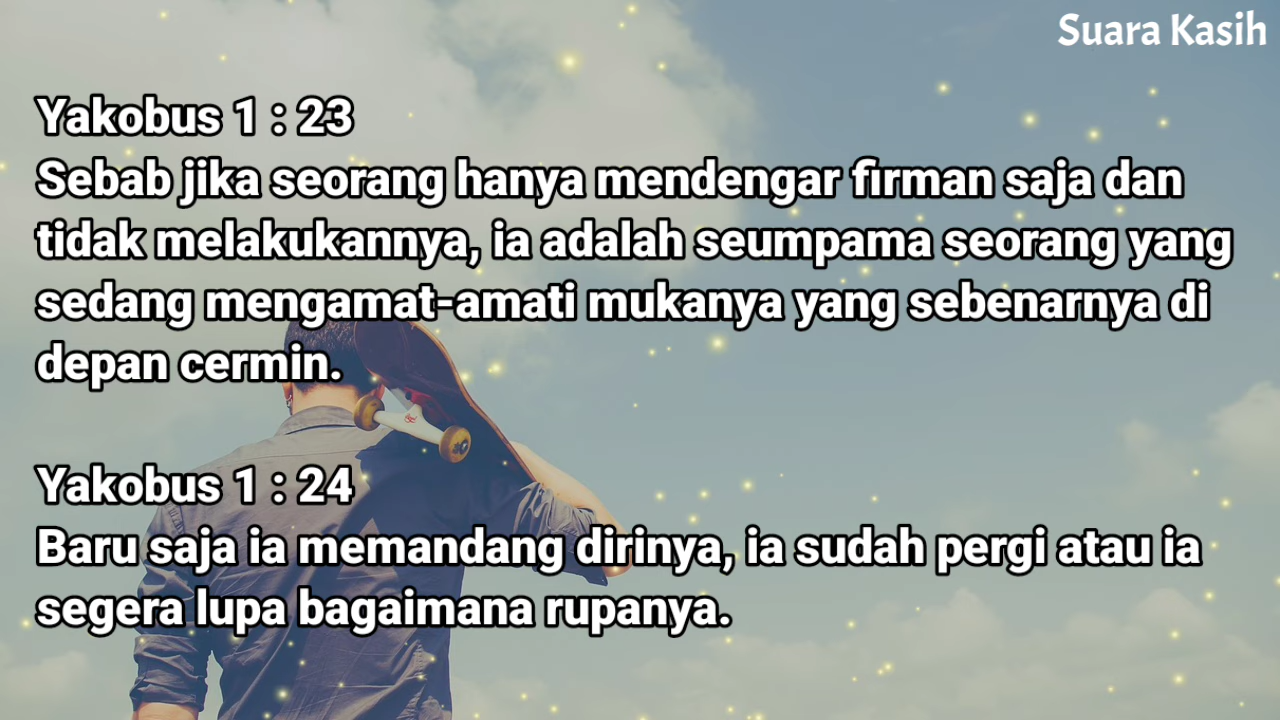 Suara Kasih
Yakobus 1 : 23
Sebab jika seorang hanya mendengar firman saja dan
tidak melakukannya, ia adalah seumpama seorang yang
sedang mengamat-amati mukanya yang sebenarnya di
depan cermin.
Yakobus 1 : 24
Baru saja ia memandang dirinya, ia sudah pergi atau ia
segera lupa bagaimana rupanya.